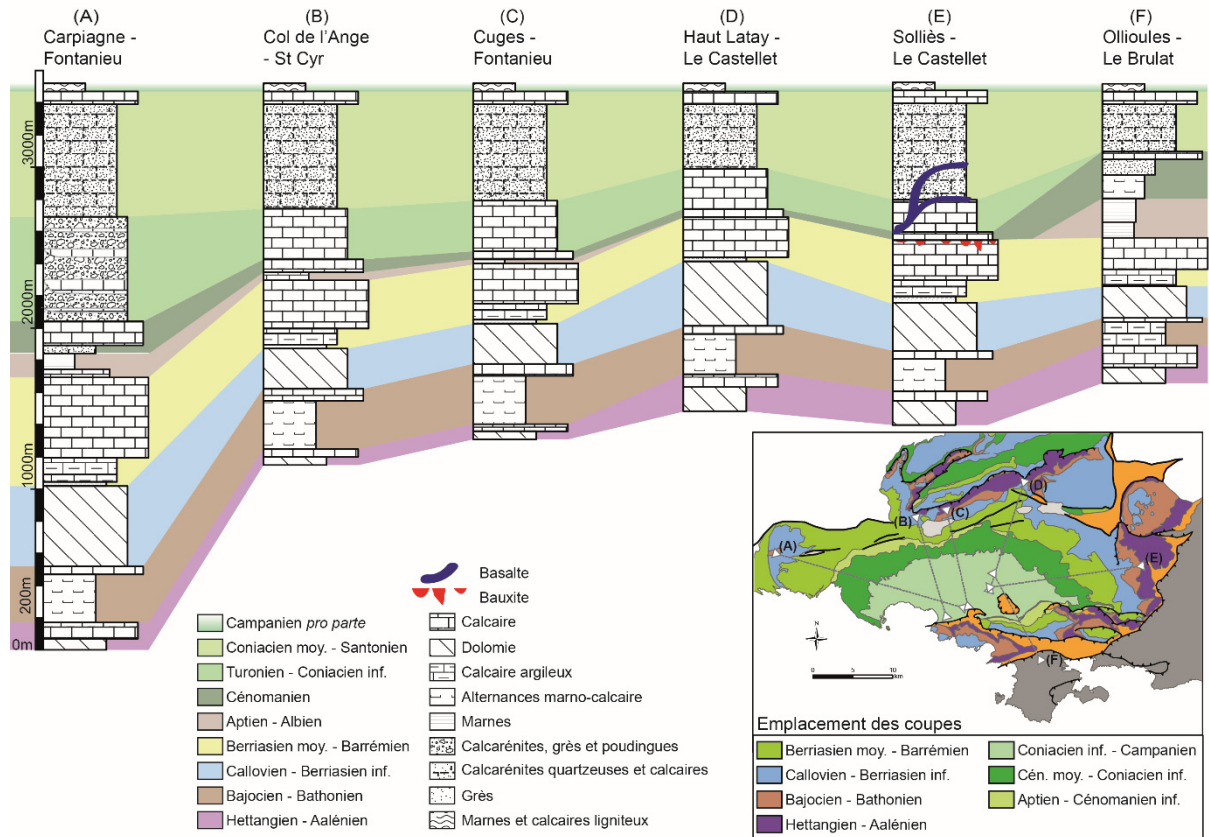 (A)
Carpiagne -
Fontanieu
(B)
Col de l'Ange
- St Cyr
(C)
Cuges -
Fontanieu
(D)
Haut Latay -
Le Castellet
(E)
Solliès -
Le Castellet
(F)
Ollioules -
Le Brulat
3000m
2000m
1000m
200m
0m
Campanien pro parte
Coniacien moy. - Santonien
Turonien - Coniacien inf.
Cénomanien
Aptien - Albien
Berriasien moy. - Barrémien
Callovien - Berriasien inf.
Bajocien - Bathonien
Hettangien - Aalénien
Basalte
Bauxite
Calcaire
Dolomie
Calcaire argileux
Alternances marno-calcaire
Marnes
Calcarénites, grès et poudingues
Calcarénites quartzeuses et calcaires
Grès
Marnes et calcaires ligniteux
(A)
(B)
(C)
(D)
(E)
(F)
N
0 5 10
km
Emplacement des coupes
Berriasien moy. - Barrémien
Callovien - Berriasien inf.
Bajocien - Bathonien
Hettangien - Aalénien
Coniacien inf. - Campanien
Cén. moy. - Coniacien inf.
Aptien - Cénomanien inf.